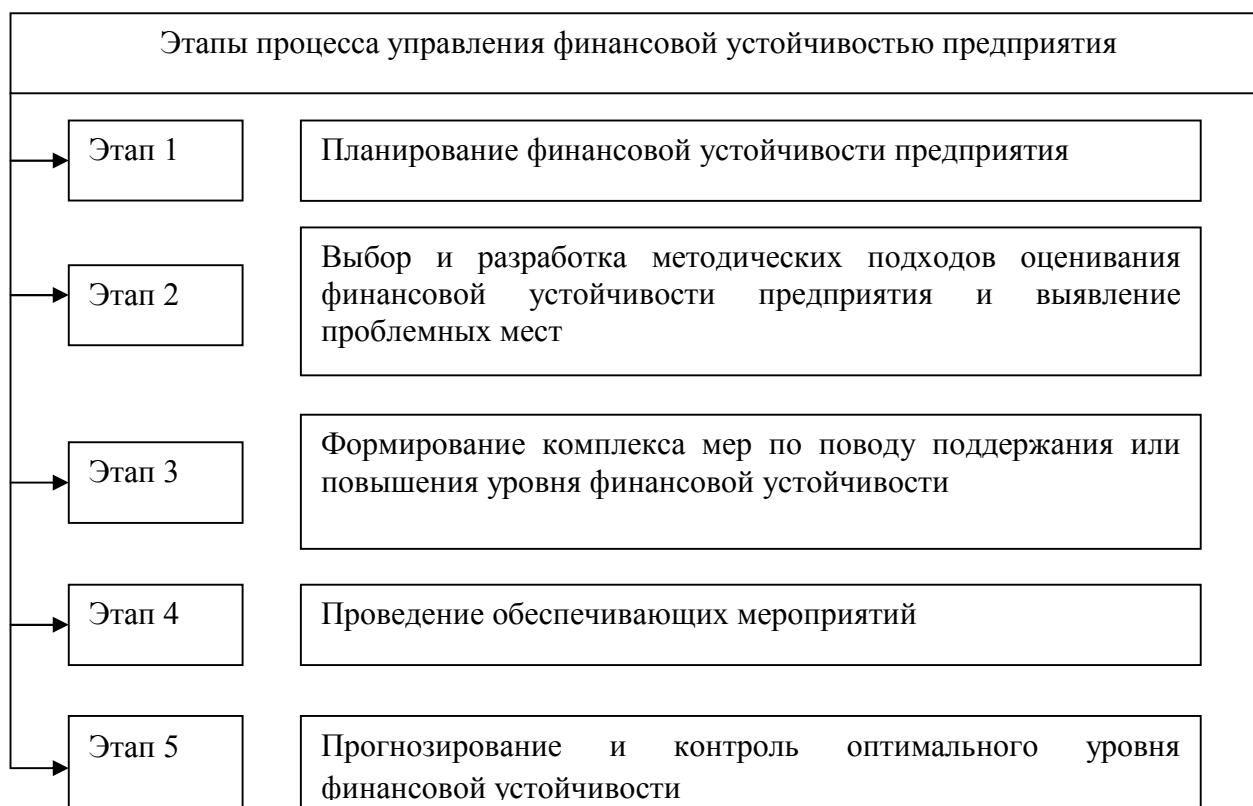 Этапы процесса управления финансовой устойчивостью предприятия
Этап 1
Планирование финансовой устойчивости предприятия
Этап 2
Выбор и разработка методических подходов оценивания
финансовой устойчивости предприятия и выявление
проблемных мест
Этап 3
Формирование комплекса мер по поводу поддержания или
повышения уровня финансовой устойчивости
Этап 4
Проведение обеспечивающих мероприятий
Этап 5
Прогнозирование и контроль оптимального уровня
финансовой устойчивости